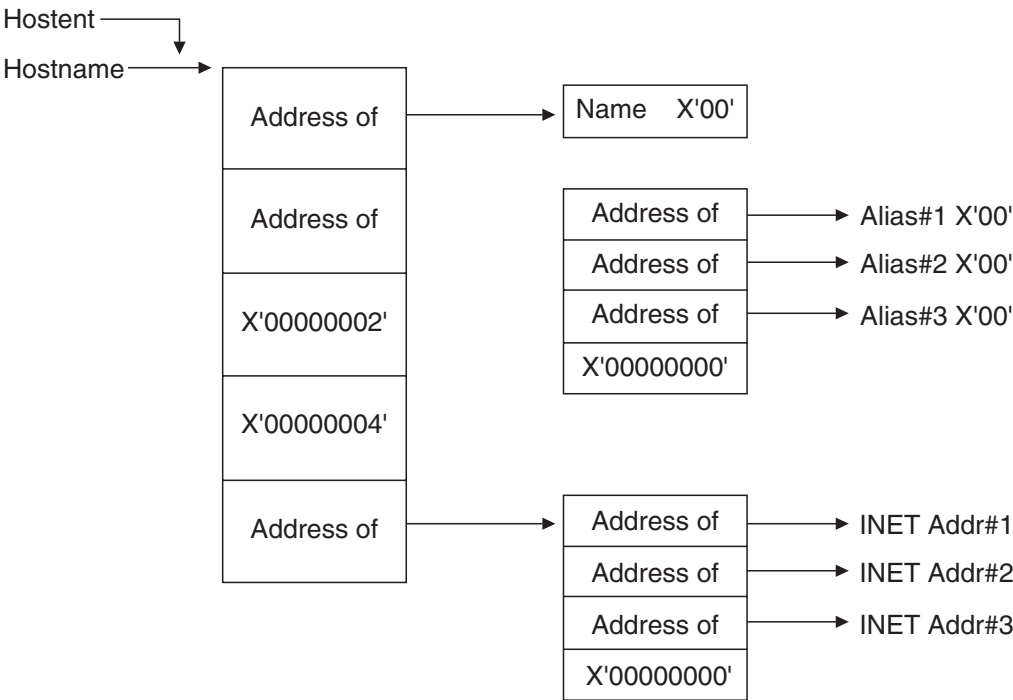 Hostent
Hostname
Address of
Address of
X'00000002'
X'00000004'
Address of
Name X'00'
Address of
Alias#1 X'00'
Address of
Alias#2 X'00'
Address of
Alias#3 X'00'
X'00000000'
Address of
INET Addr#1
Address of
INET Addr#2
Address of
INET Addr#3
X'00000000'